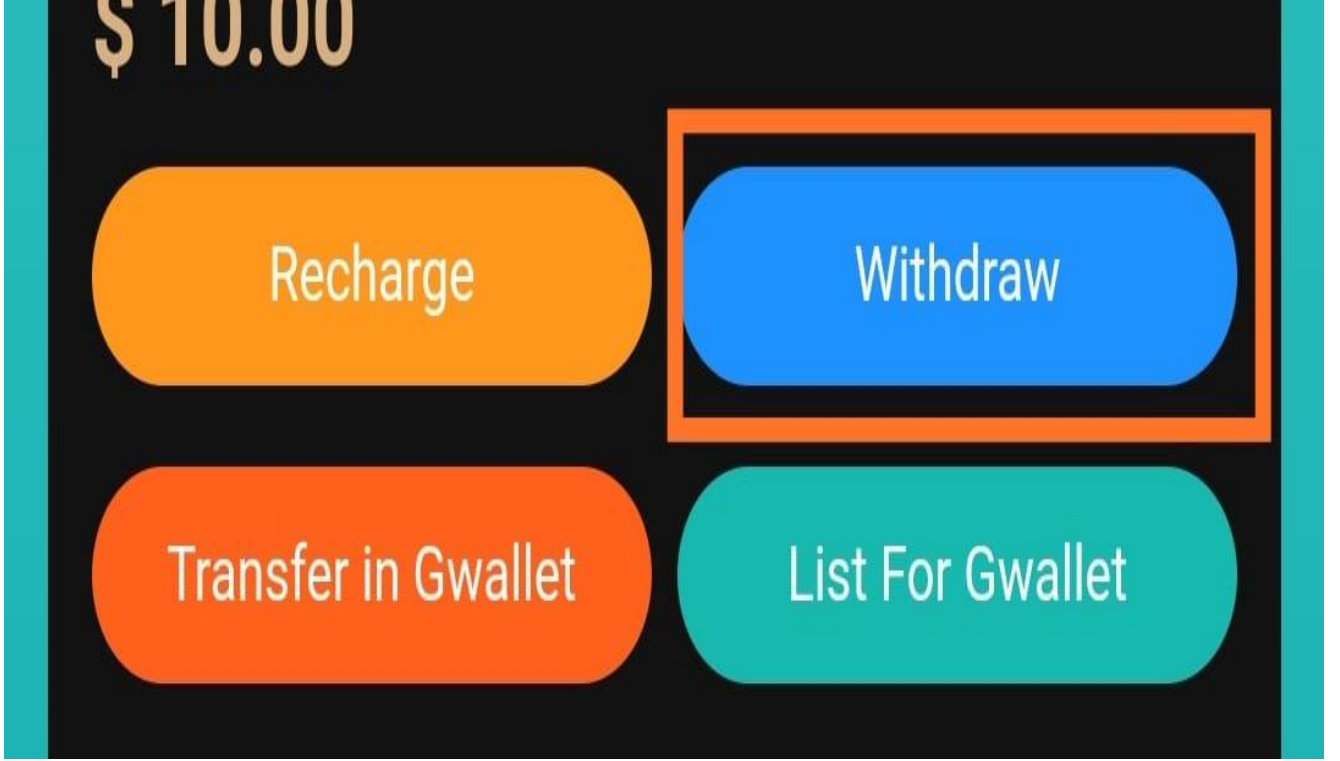 $ 10.00
Recharge
Withdraw
Transfer in Gwallet
List For Gwallet